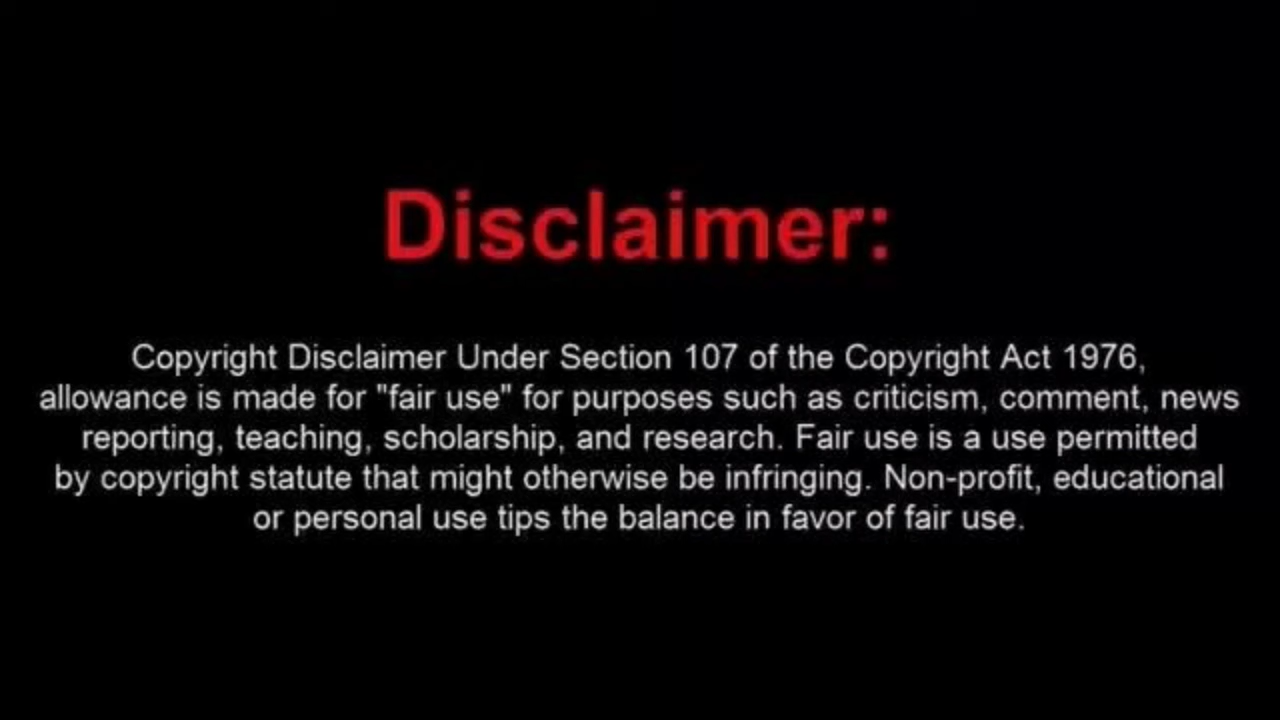 Disclaimer:
Copyright Disclaimer Under Section 107 of the Copyright Act 1976,
allowance is made for "fair use" for purposes such as criticism, comment, news
reporting, teaching, scholarship, and research. Fair use is a use permitted
by copyright statute that might otherwise be infringing. Non-profit, educational
or personal use tips the balance in favor of fair use.